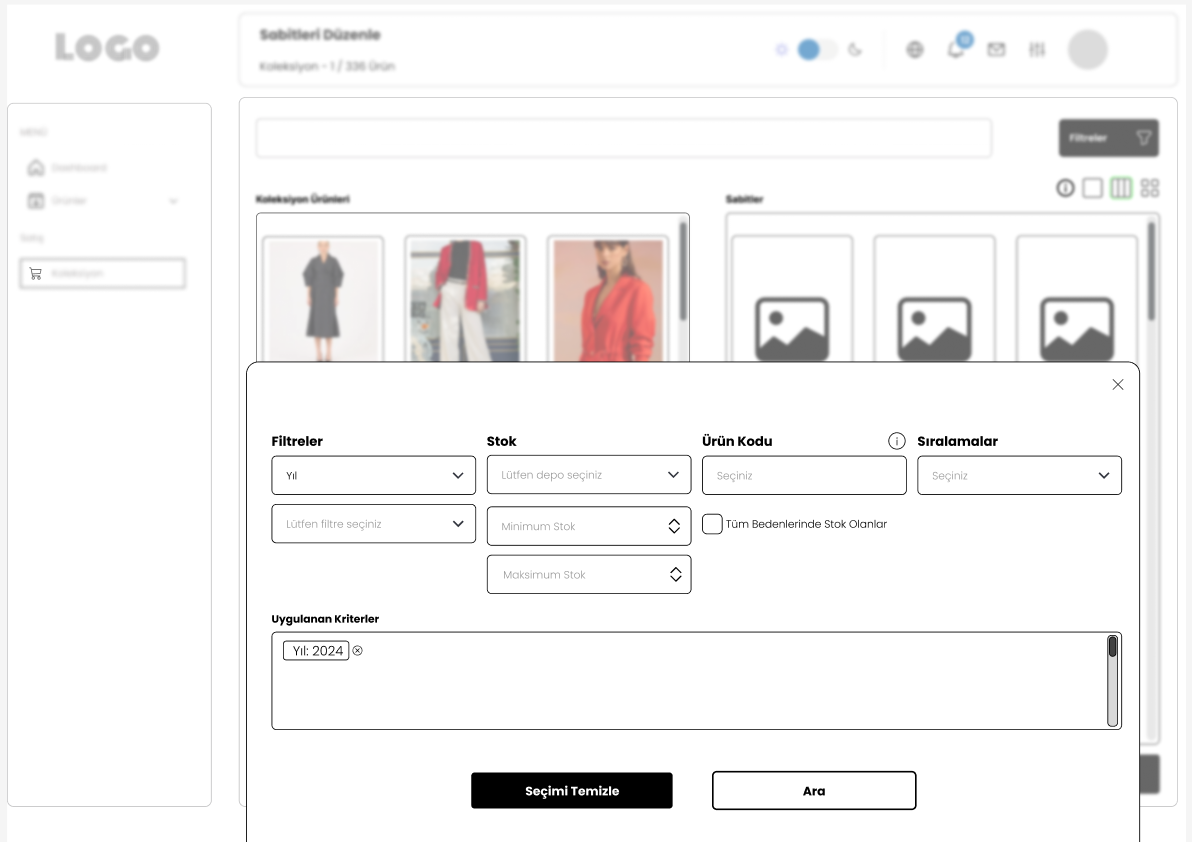 LOGO
Sabitleri Düzenle
Koleksiyon - 1 / 336 Ürün
MENÜ
Dashboard
Ürünler
Satış
Koleksiyon
Filtreler
Koleksiyon Ürünleri
Sabitler
Filtreler
Stok
Ürün Kodu
Sıralamalar
Yıl
Lütfen depo seçiniz
Seçiniz
Seçiniz
Lütfen filtre seçiniz
Minimum Stok
Tüm Bedenlerinde Stok Olanlar
Maksimum Stok
Uygulanan Kriterler
Yıl: 2024
Seçimi Temizle
Ara